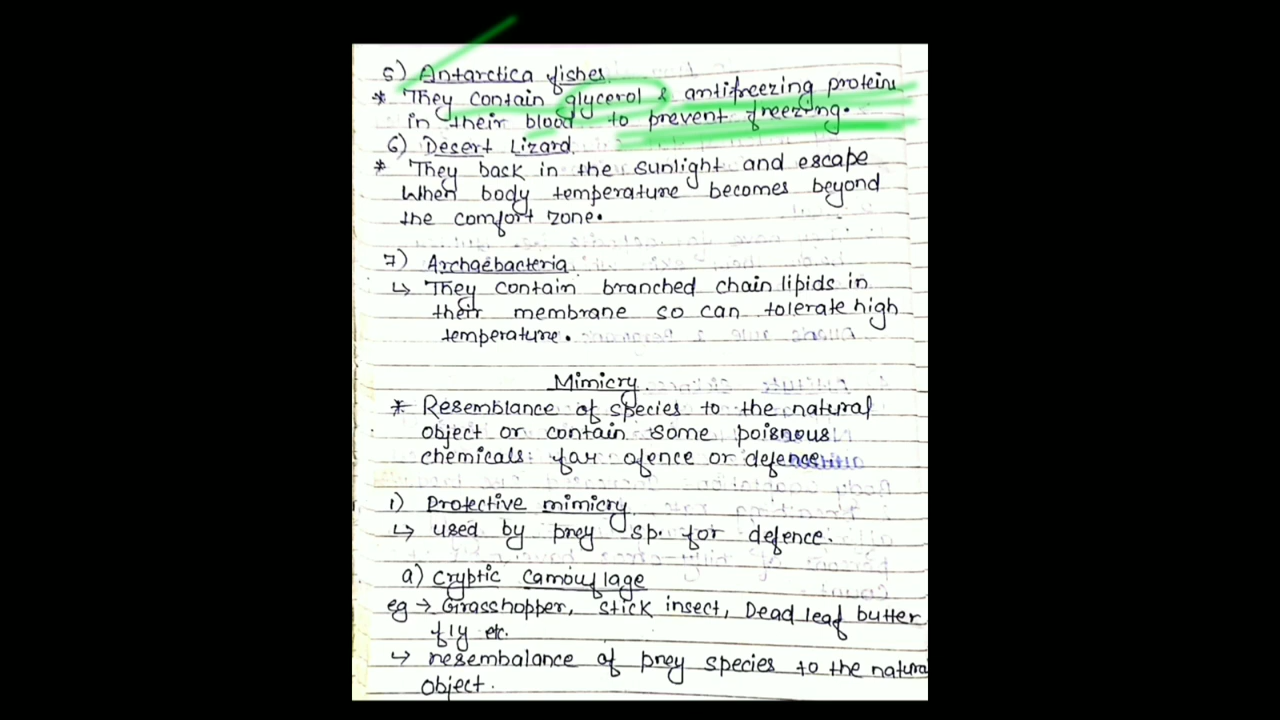 5) Antarctica fishes
* They contain glycerol & antifreezing proteins
in their blood to prevent freezing.
6) Desert Lizard
* They back in the sunlight and escape
When body temperature becomes beyond
the comfort zone.
7) Archaebacteria
↳ They contain branched chain lipids in
their membrane so can tolerate high
temperature.
Mimicry
* Resemblance of species to the natural
object or contain some poisnous
chemicals: for ofence or defence
1) Protective mimicry
↳ used by prey sp. for defence.
a) Cryptic camouflage
eg → Grasshopper, stick insect, Dead leaf butter
fly etc.
↳ resembalance of prey species to the natural
object.